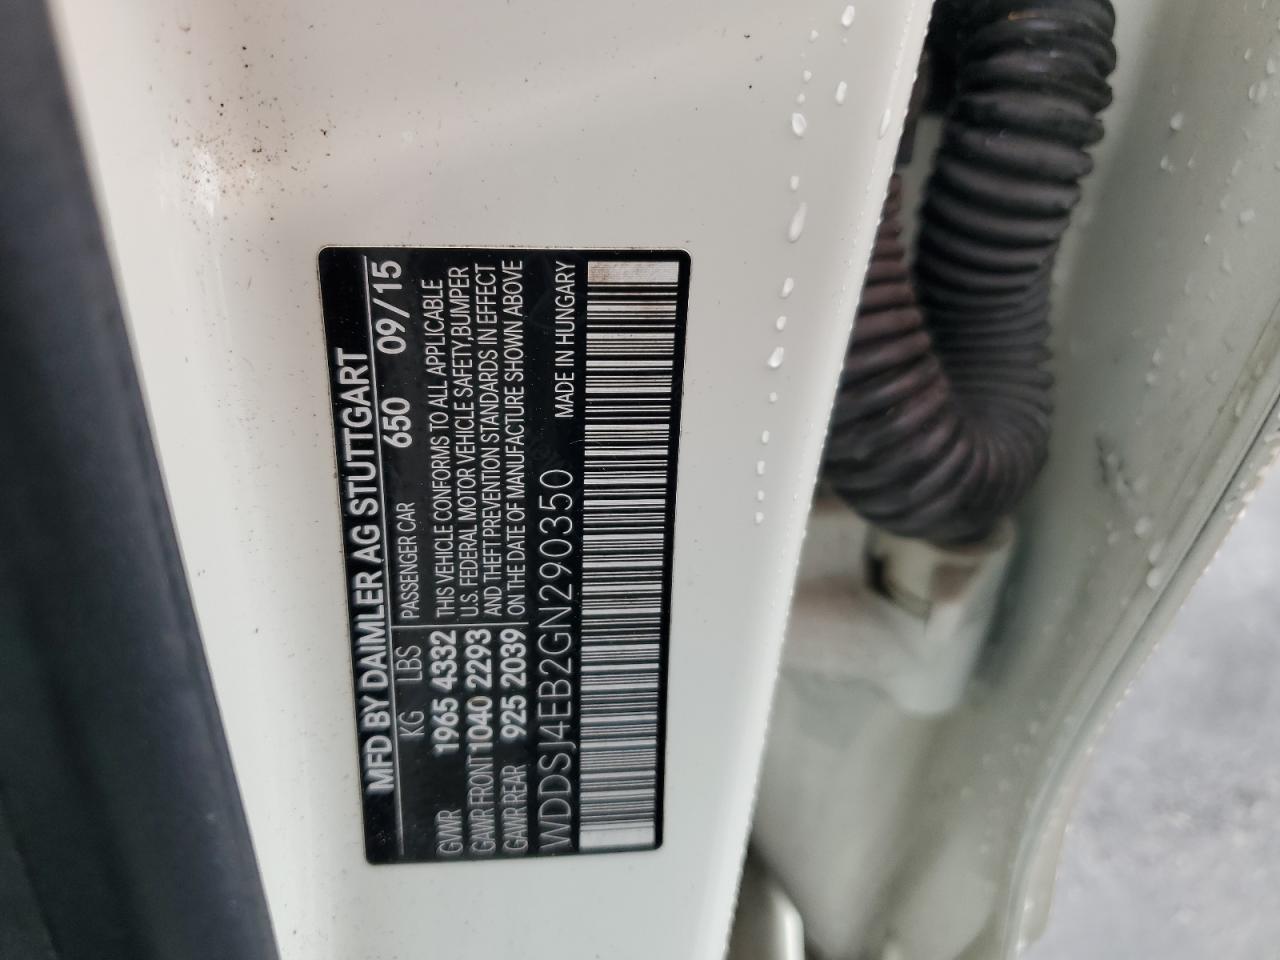 MFD BY DAIMLER AG STUTTGART
KG LBS PASSENGER CAR 650 09/15
GVWR 1965 4332 THIS VEHICLE CONFORMS TO ALL APPLICABLE
GAWR FRONT 1040 2293 U.S. FEDERAL MOTOR VEHICLE SAFETY,BUMPER
AND THEFT PREVENTION STANDARDS IN EFFECT
GAWR REAR 925 2039 ON THE DATE OF MANUFACTURE SHOWN ABOVE
WDDSJ4EB2GN290350 MADE IN HUNGARY